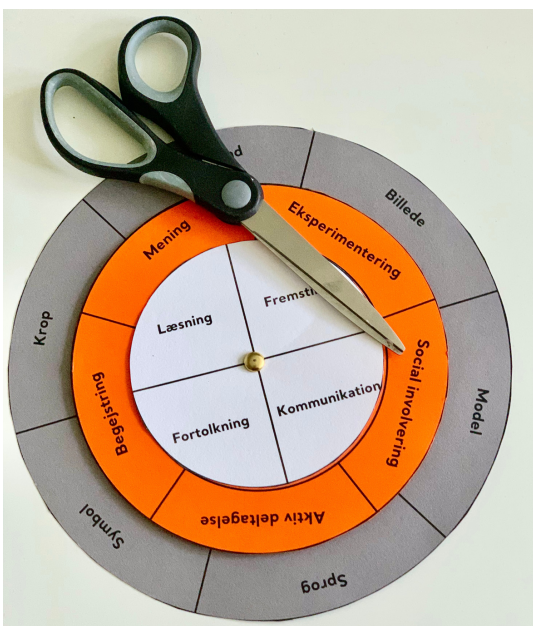 Billede
Model
Sprog
Symbol
Krop
Mening
Eksperimentering
Social involvering
Aktiv deltagelse
Begejstring
Læsning
Kommunikation
Fortolkning